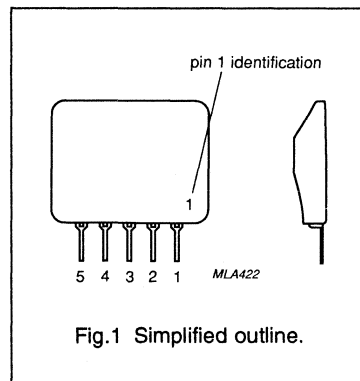 pin 1 identification
1
5 4 3 2 1 MLA422
Fig.1 Simplified outline.